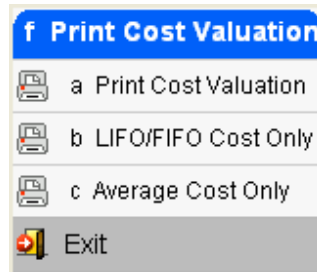 f Print Cost Valuation
a Print Cost Valuation
b LIFO/FIFO Cost Only
c Average Cost Only
Exit